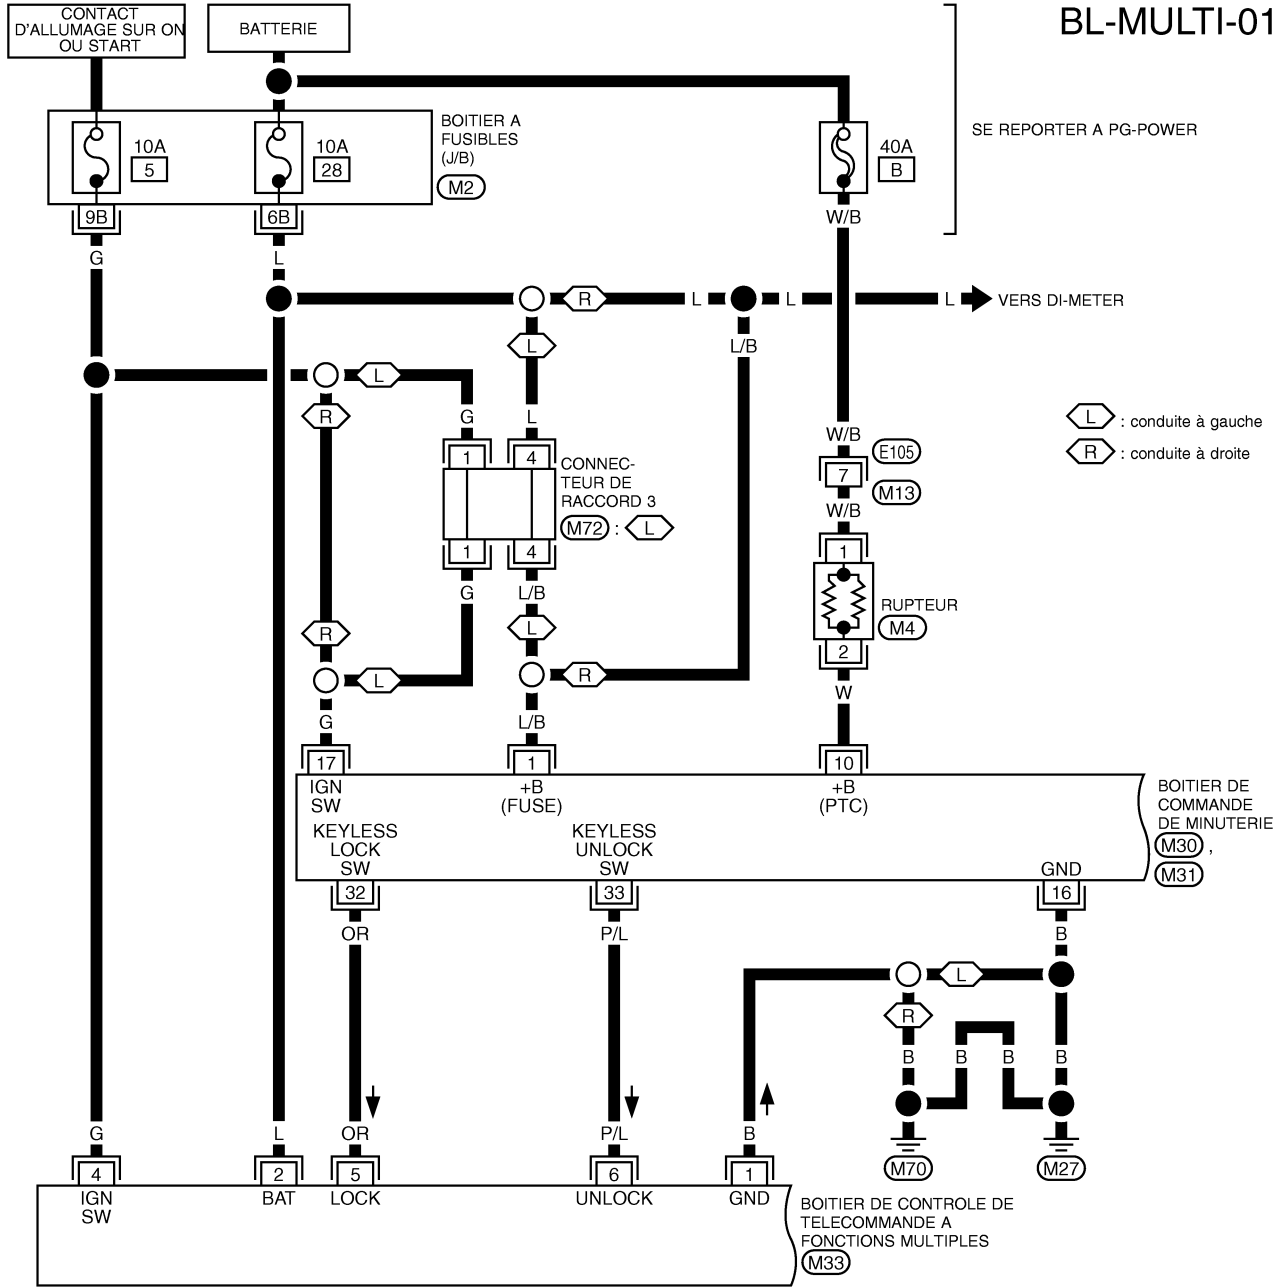 BL-MULTI-01
CONTACT
D'ALLUMAGE SUR ON
OU START
BATTERIE
SE REPORTER A PG-POWER
10A
5
10A
28
BOITIER A
FUSIBLES
(J/B)
M2
40A
B
9B
6B
W/B
G
L
R
L
L
L
VERS DI-METER
L
L/B
L
R
G
L
W/B
E105
L : conduite à gauche
R : conduite à droite
1
4
CONNEC-
TEUR DE
RACCORD 3
M72 : L
7
M13
W/B
1
4
1
G
L/B
RUPTEUR
M4
R
L
2
L
R
W
G
L/B
17
1
10
IGN
SW
+B
(FUSE)
+B
(PTC)
BOITIER DE
COMMANDE
DE MINUTERIE
M30 ,
M31
KEYLESS
LOCK
SW
KEYLESS
UNLOCK
SW
GND
32
33
16
OR
P/L
B
L
R
B
B
B
B
G
L
OR
P/L
B
M70
M27
4
2
5
6
1
IGN
SW
BAT
LOCK
UNLOCK
GND
BOITIER DE CONTROLE DE
TELECOMMANDE A
FONCTIONS MULTIPLES
M33